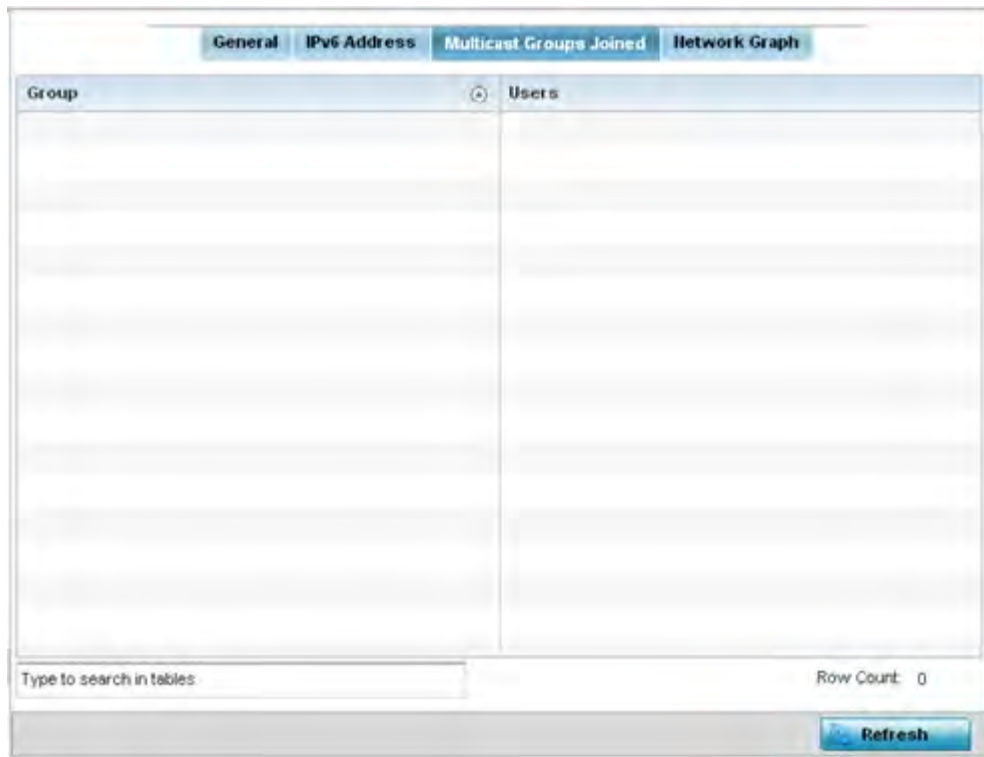 General IPv6 Address Multicast Groups Joined Network Graph
Group Users
Type to search in tables Row Count: 0
Refresh